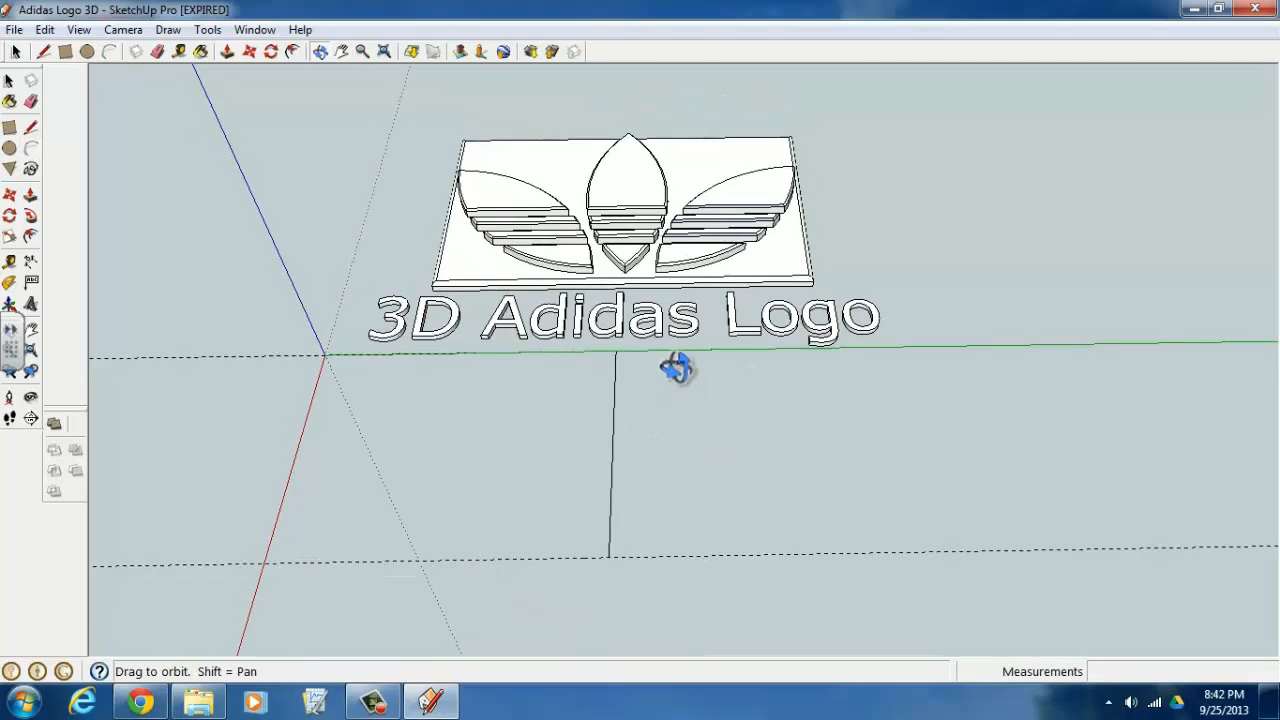 Adidas Logo 3D - SketchUp Pro [EXPIRED]
File Edit View Camera Draw Tools Window Help
3D Adidas Logo
Drag to orbit. Shift = Pan
Measurements
8:42 PM
9/25/2013